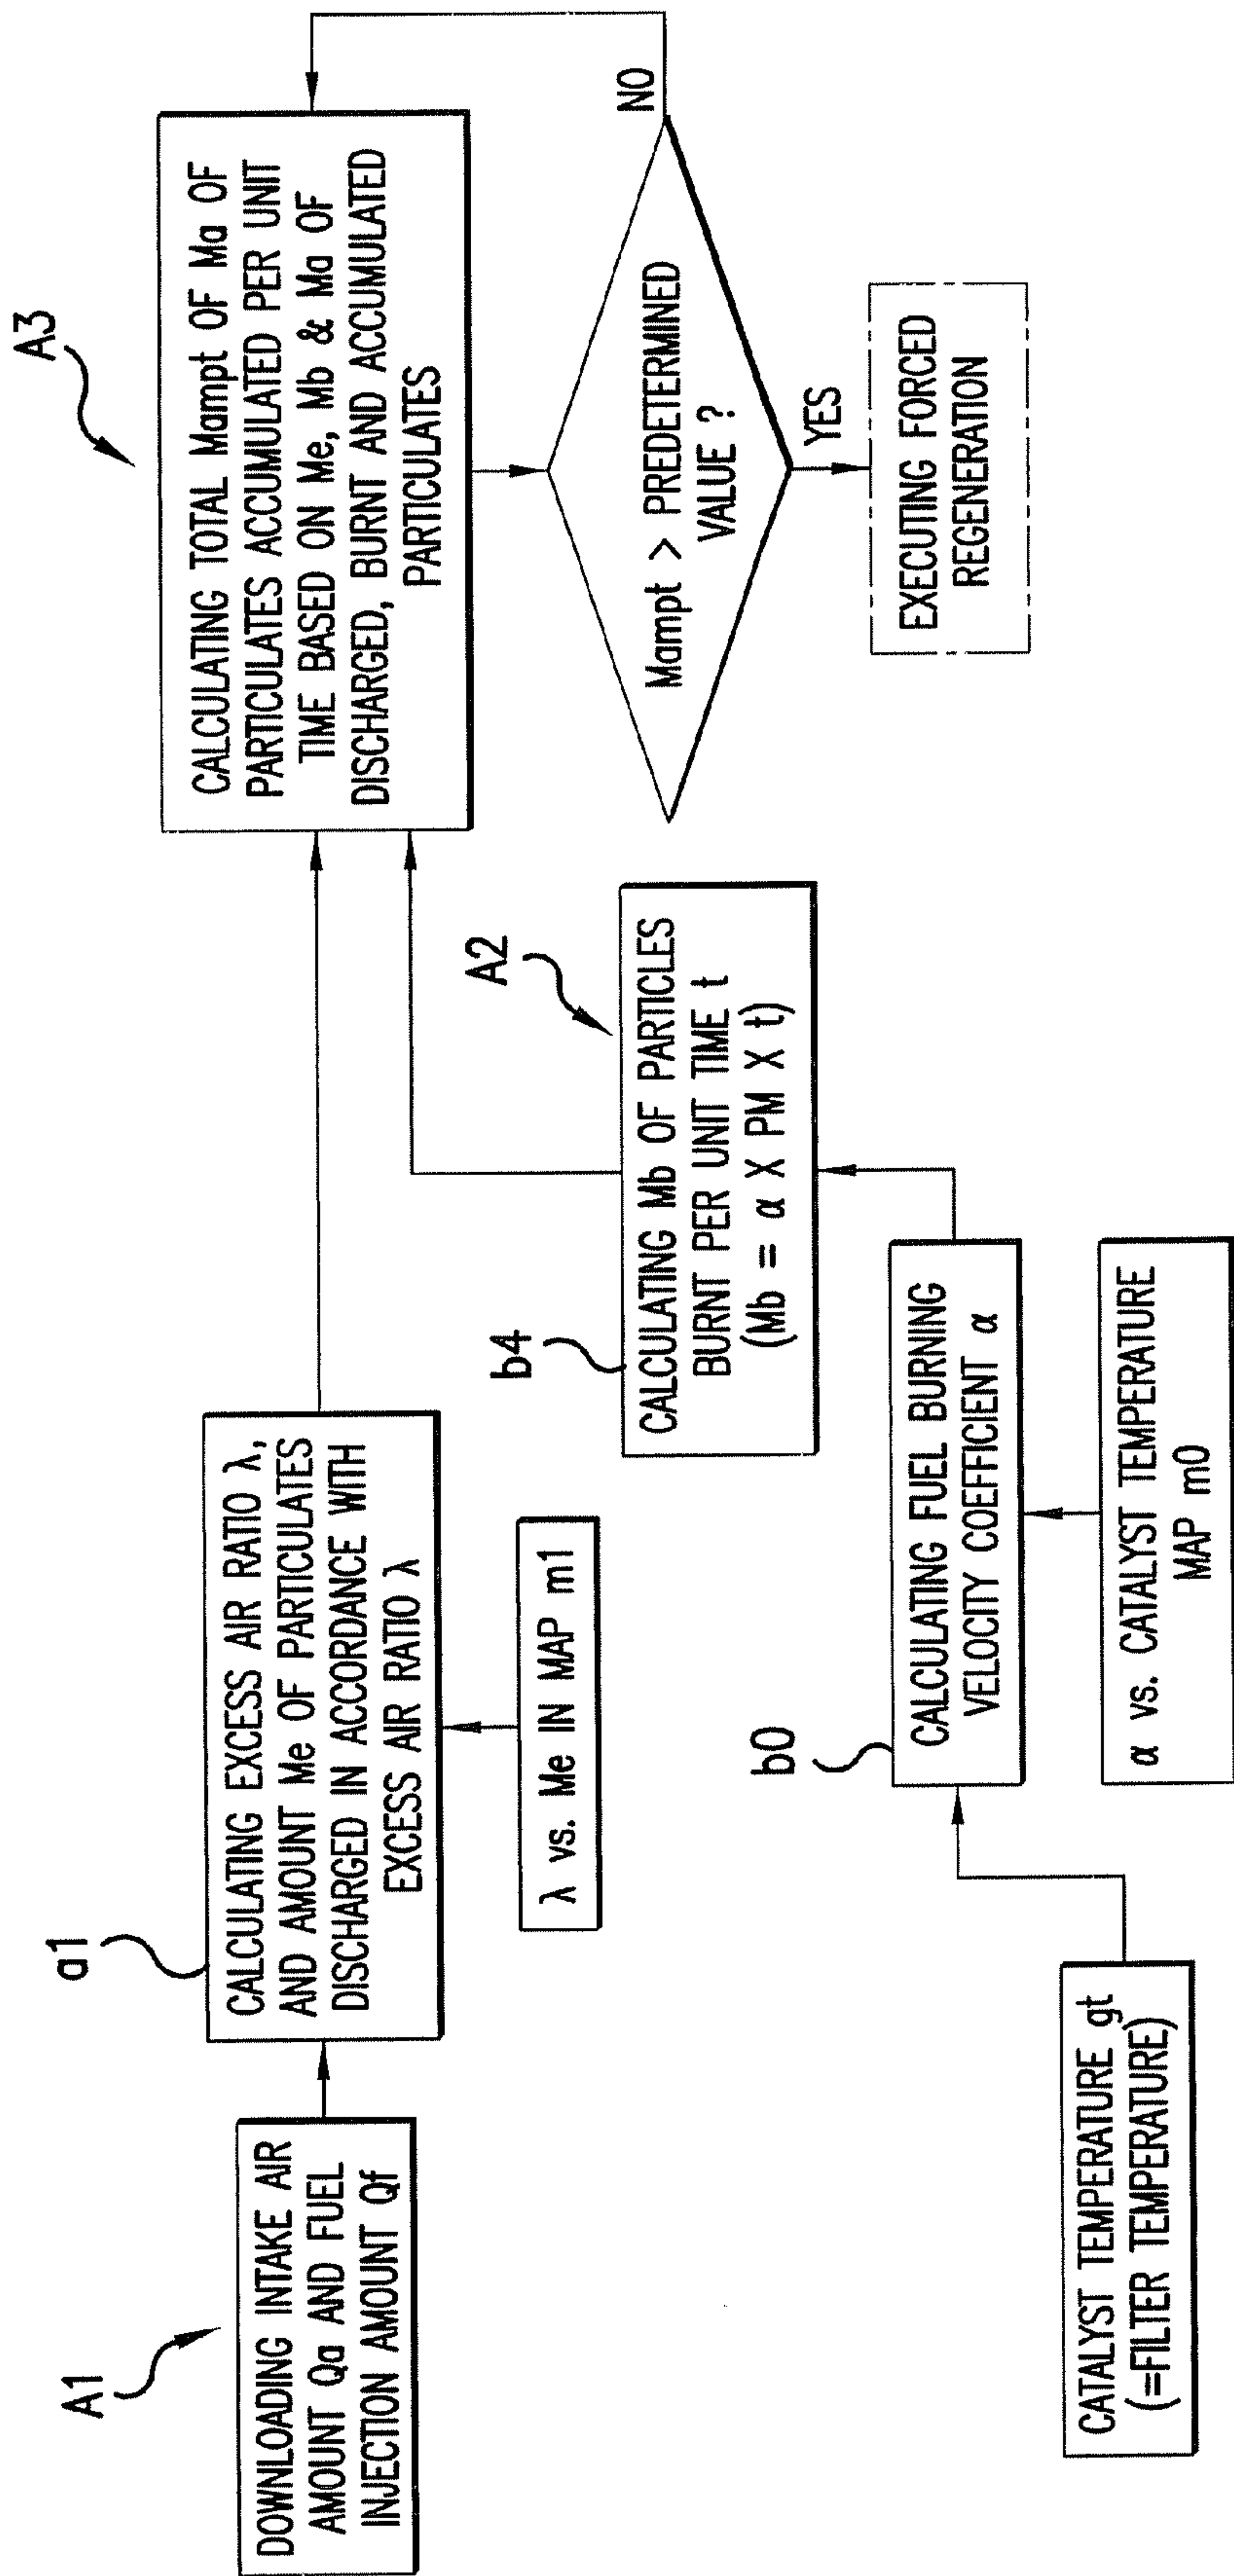 A1
DOWNLOADING INTAKE AIR
AMOUNT Qa AND FUEL
INJECTION AMOUNT Qf
a1
CALCULATING EXCESS AIR RATIO λ,
AND AMOUNT Me OF PARTICULATES
DISCHARGED IN ACCORDANCE WITH
EXCESS AIR RATIO λ
λ vs. Me IN MAP m1
A3
CALCULATING TOTAL Mampt OF Ma OF
PARTICULATES ACCUMULATED PER UNIT
TIME BASED ON Me, Mb & Ma OF
DISCHARGED, BURNT AND ACCUMULATED
PARTICULATES
A2
b4
CALCULATING Mb OF PARTICLES
BURNT PER UNIT TIME t
(Mb = α X PM X t)
NO
Mampt > PREDETERMINED
VALUE ?
YES
EXECUTING FORCED
REGENERATION
b0
CALCULATING FUEL BURNING
VELOCITY COEFFICIENT α
α vs. CATALYST TEMPERATURE
MAP m0
CATALYST TEMPERATURE gt
(=FILTER TEMPERATURE)